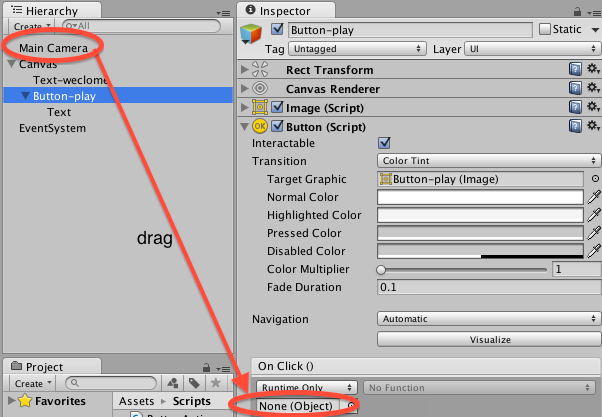 Hierarchy
Create
All
Main Camera
Canvas
Text-weclome
Button-play
Text
EventSystem
drag
Project
Create
Favorites
Assets
Scripts
Inspector
Button-play
Static
Tag
Untagged
Layer
UI
Rect Transform
Canvas Renderer
Image (Script)
OK
Button (Script)
Interactable
Transition
Color Tint
Target Graphic
Button-play (Image)
Normal Color
Highlighted Color
Pressed Color
Disabled Color
Color Multiplier
1
Fade Duration
0.1
Navigation
Automatic
Visualize
On Click ()
Runtime Only
No Function
None (Object)